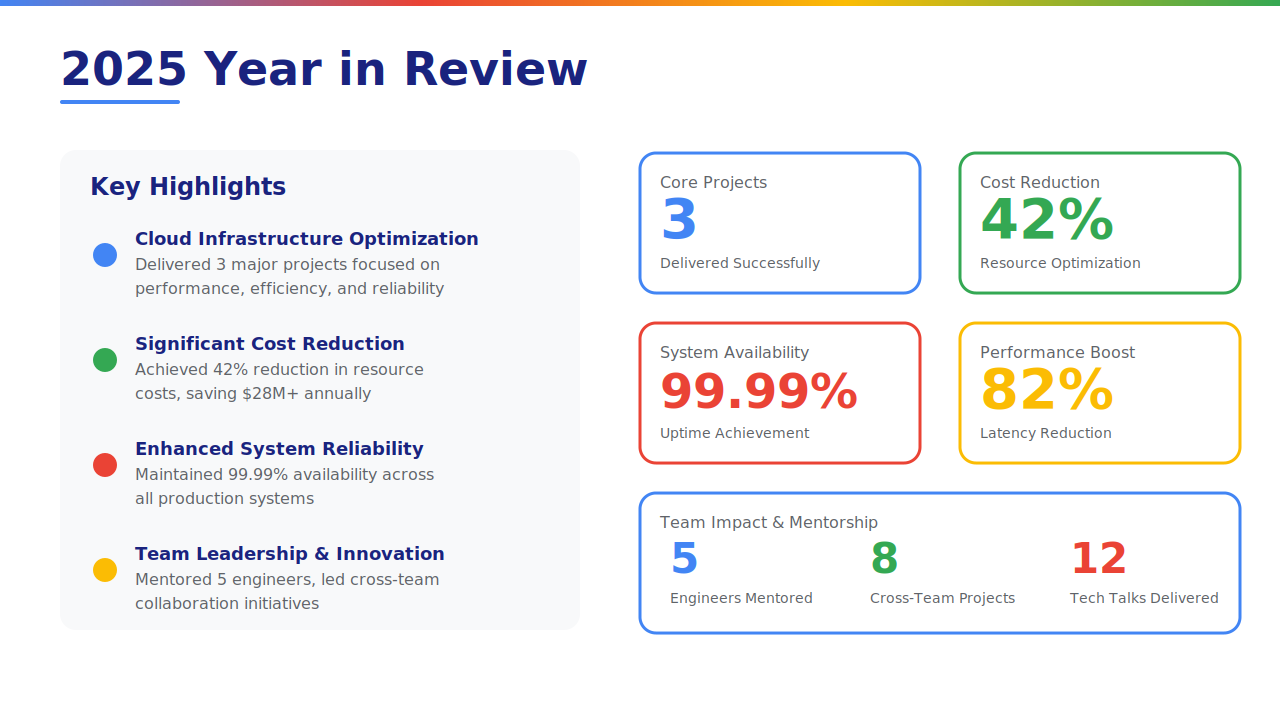 2025 Year in Review
Key Highlights
Cloud Infrastructure Optimization
Delivered 3 major projects focused on
performance, efficiency, and reliability
Significant Cost Reduction
Achieved 42% reduction in resource
costs, saving $28M+ annually
Enhanced System Reliability
Maintained 99.99% availability across
all production systems
Team Leadership & Innovation
Mentored 5 engineers, led cross-team
collaboration initiatives
Core Projects
3
Delivered Successfully
Cost Reduction
42%
Resource Optimization
System Availability
99.99%
Uptime Achievement
Performance Boost
82%
Latency Reduction
Team Impact & Mentorship
5
Engineers Mentored
8
Cross-Team Projects
12
Tech Talks Delivered